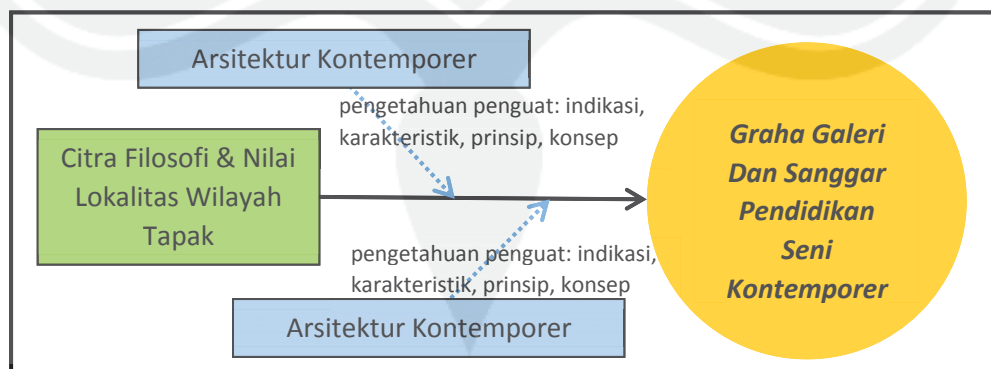 Arsitektur Kontemporer
pengetahuan penguat: indikasi,
karakteristik, prinsip, konsep
Citra Filosofi & Nilai
Lokalitas Wilayah
Tapak
Graha Galeri
Dan Sanggar
Pendidikan
Seni
Kontemporer
pengetahuan penguat: indikasi,
karakteristik, prinsip, konsep
Arsitektur Kontemporer